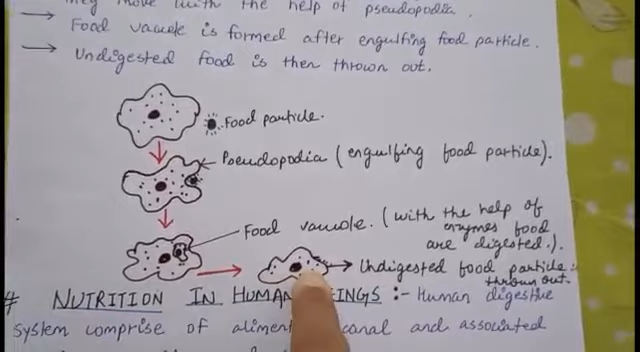 They move with the help of pseudopodia.
→ Food vacuole is formed after engulfing food particle.
→ Undigested food is then thrown out.
Food particle.
Pseudopodia (engulfing food particle).
Food vacuole. (with the help of
enzymes food
are digested.).
→ Undigested food particle
thrown out.
# NUTRITION IN HUMAN BEINGS :- Human digestive
system comprise of canal and associated